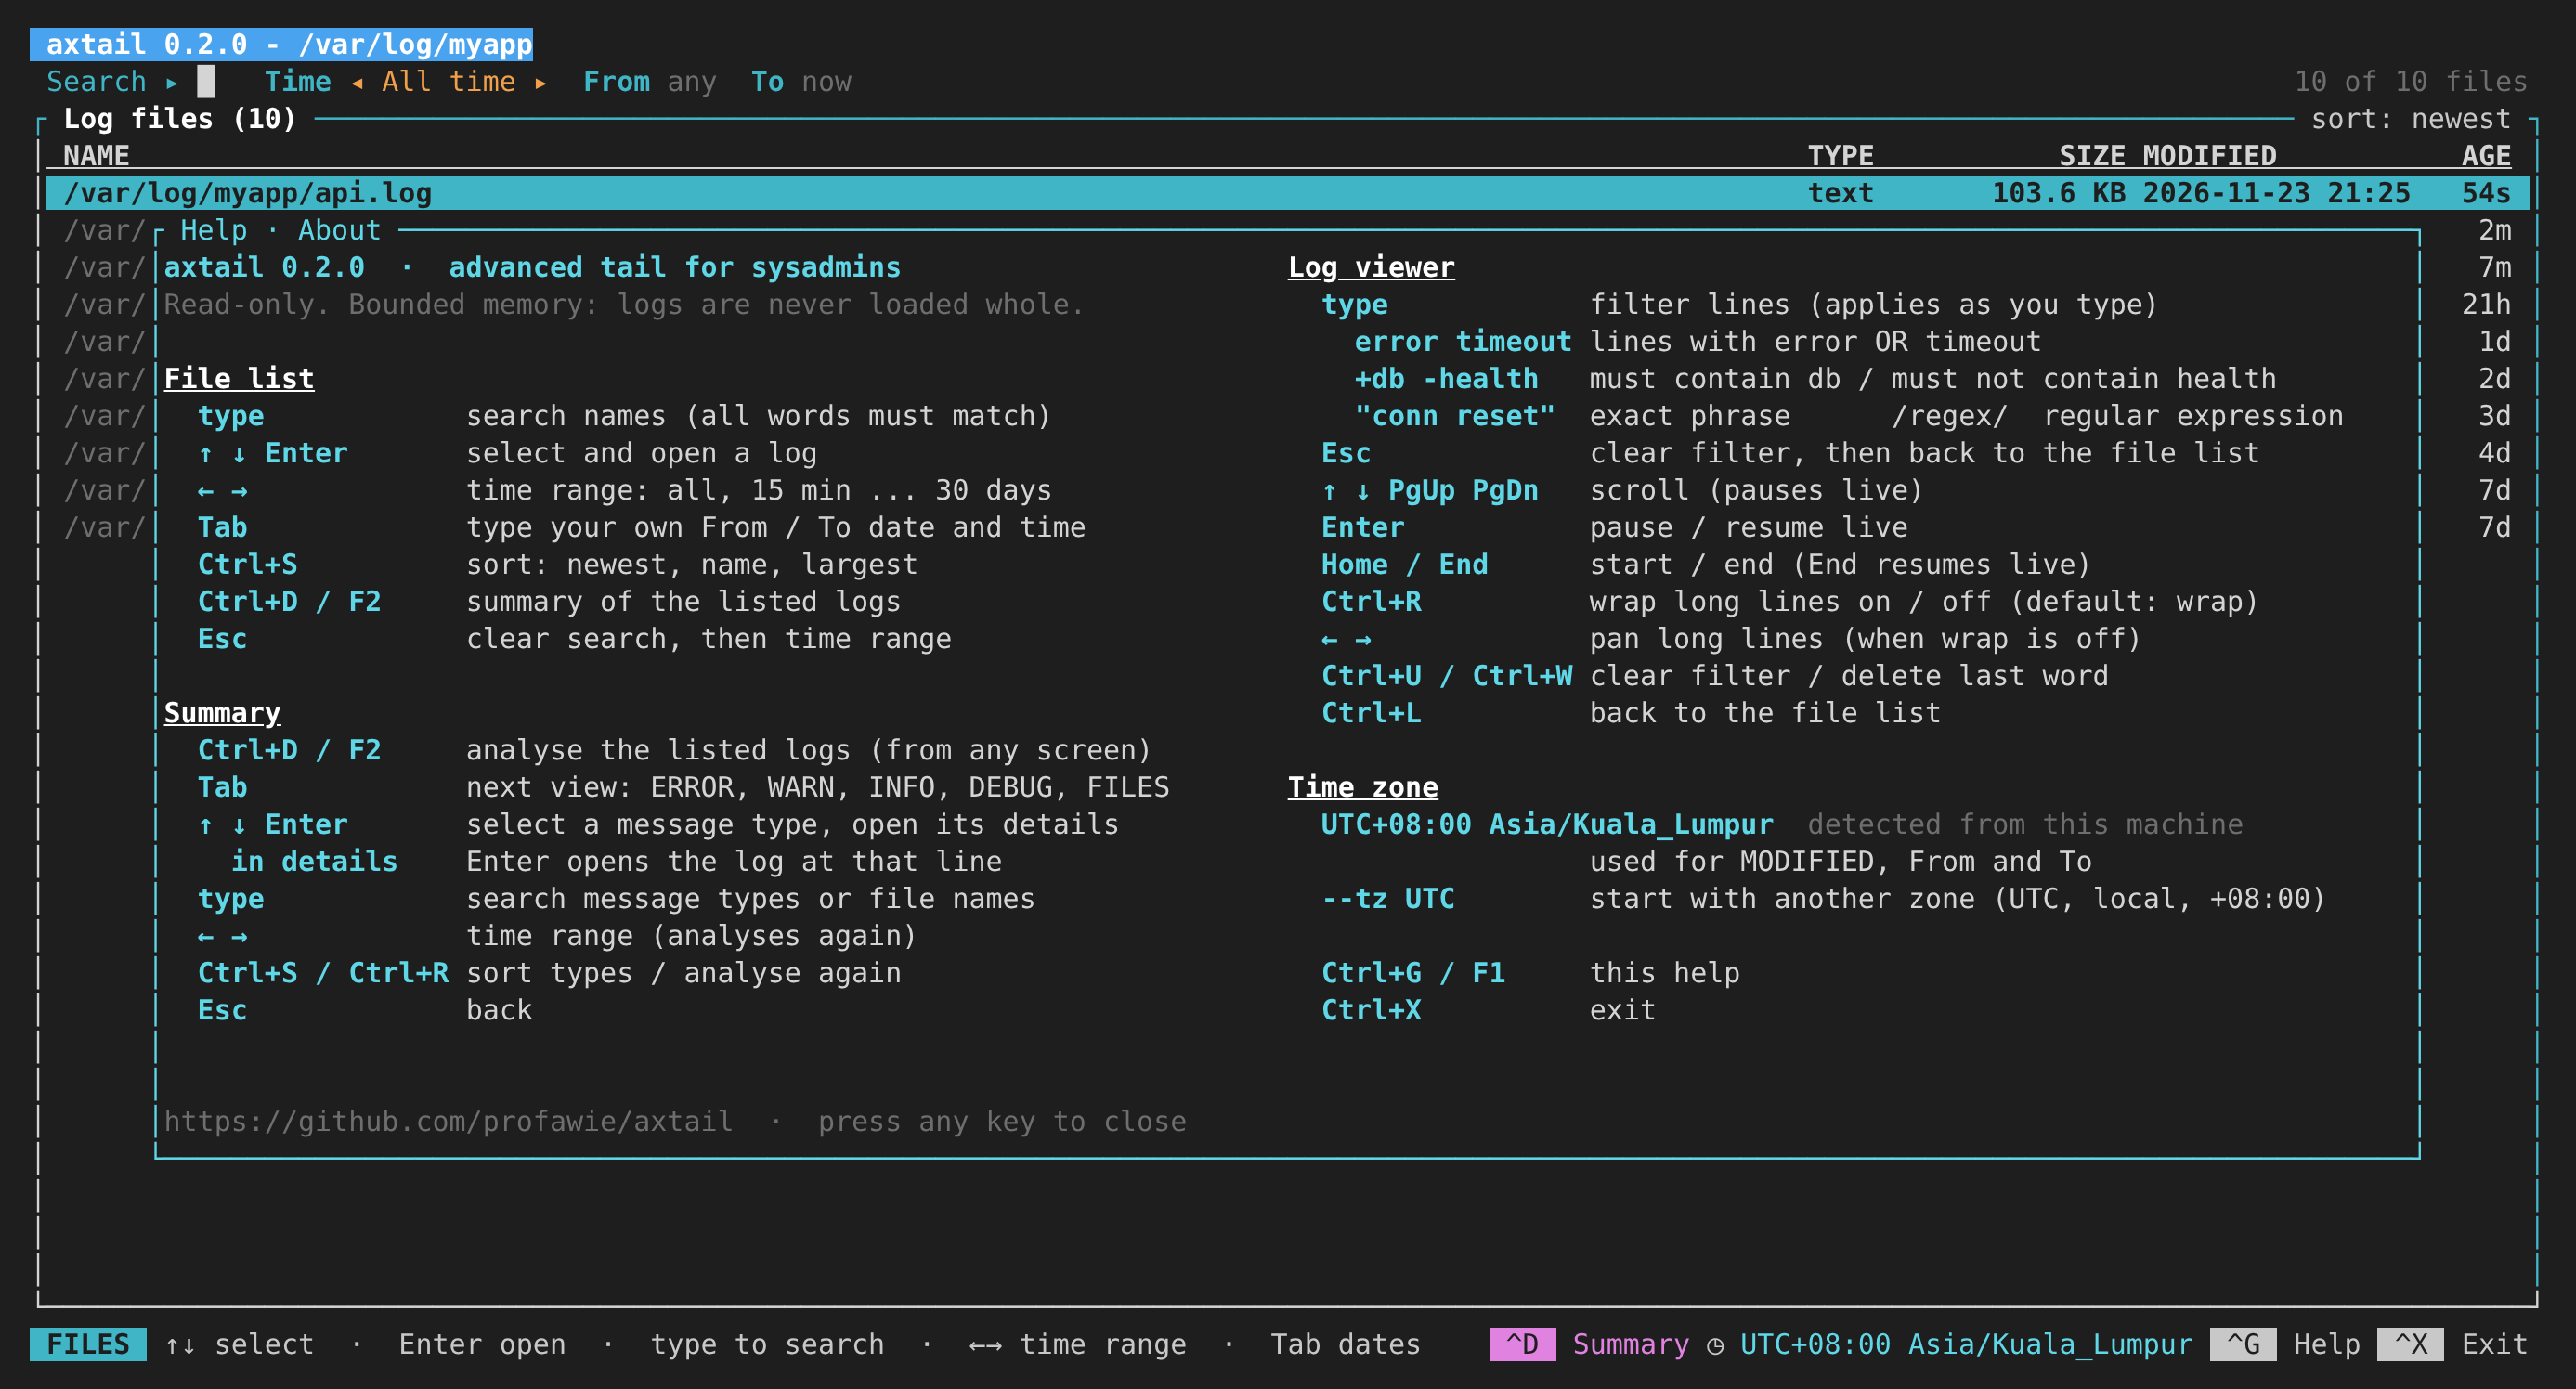 axtail 0.2.0 - /var/log/myapp
Search ▸ Time ◂ All time ▸ From any To now 10 of 10 files
Log files (10) sort: newest
NAME TYPE SIZE MODIFIED AGE
/var/log/myapp/api.log text 103.6 KB 2026-11-23 21:25 54s
/var/ Help · About 2m
/var/ axtail 0.2.0 · advanced tail for sysadmins Log viewer 7m
/var/ Read-only. Bounded memory: logs are never loaded whole. type filter lines (applies as you type) 21h
/var/ error timeout lines with error OR timeout 1d
/var/ File list +db -health must contain db / must not contain health 2d
/var/ type search names (all words must match) "conn reset" exact phrase /regex/ regular expression 3d
/var/ ↑ ↓ Enter select and open a log Esc clear filter, then back to the file list 4d
/var/ ← → time range: all, 15 min ... 30 days ↑ ↓ PgUp PgDn scroll (pauses live) 7d
/var/ Tab type your own From / To date and time Enter pause / resume live 7d
Ctrl+S sort: newest, name, largest Home / End start / end (End resumes live)
Ctrl+D / F2 summary of the listed logs Ctrl+R wrap long lines on / off (default: wrap)
Esc clear search, then time range ← → pan long lines (when wrap is off)
Ctrl+U / Ctrl+W clear filter / delete last word
Summary Ctrl+L back to the file list
Ctrl+D / F2 analyse the listed logs (from any screen)
Tab next view: ERROR, WARN, INFO, DEBUG, FILES Time zone
↑ ↓ Enter select a message type, open its details UTC+08:00 Asia/Kuala_Lumpur detected from this machine
in details Enter opens the log at that line used for MODIFIED, From and To
type search message types or file names --tz UTC start with another zone (UTC, local, +08:00)
← → time range (analyses again)
Ctrl+S / Ctrl+R sort types / analyse again Ctrl+G / F1 this help
Esc back Ctrl+X exit
https://github.com/profawie/axtail · press any key to close
FILES ↑↓ select · Enter open · type to search · ←→ time range · Tab dates ^D Summary ◷ UTC+08:00 Asia/Kuala_Lumpur ^G Help ^X Exit